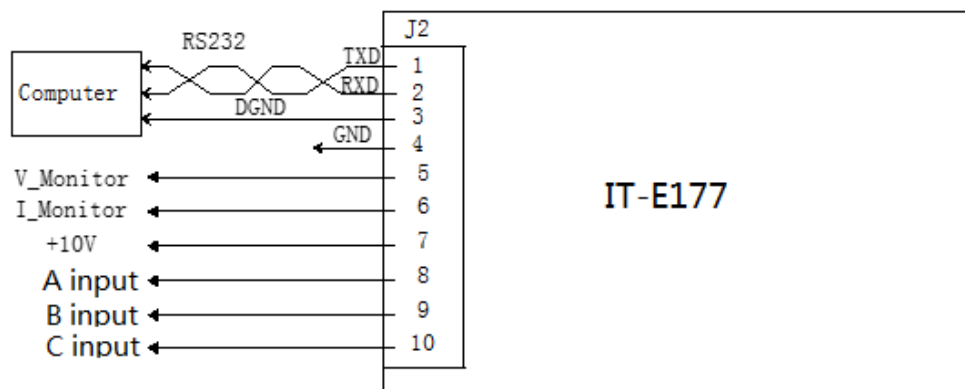 J2
RS232
TXD
1
Computer
RXD
2
DGND
3
GND
4
V_Monitor
5
IT-E177
I_Monitor
6
+10V
7
A input
8
B input
9
C input
10